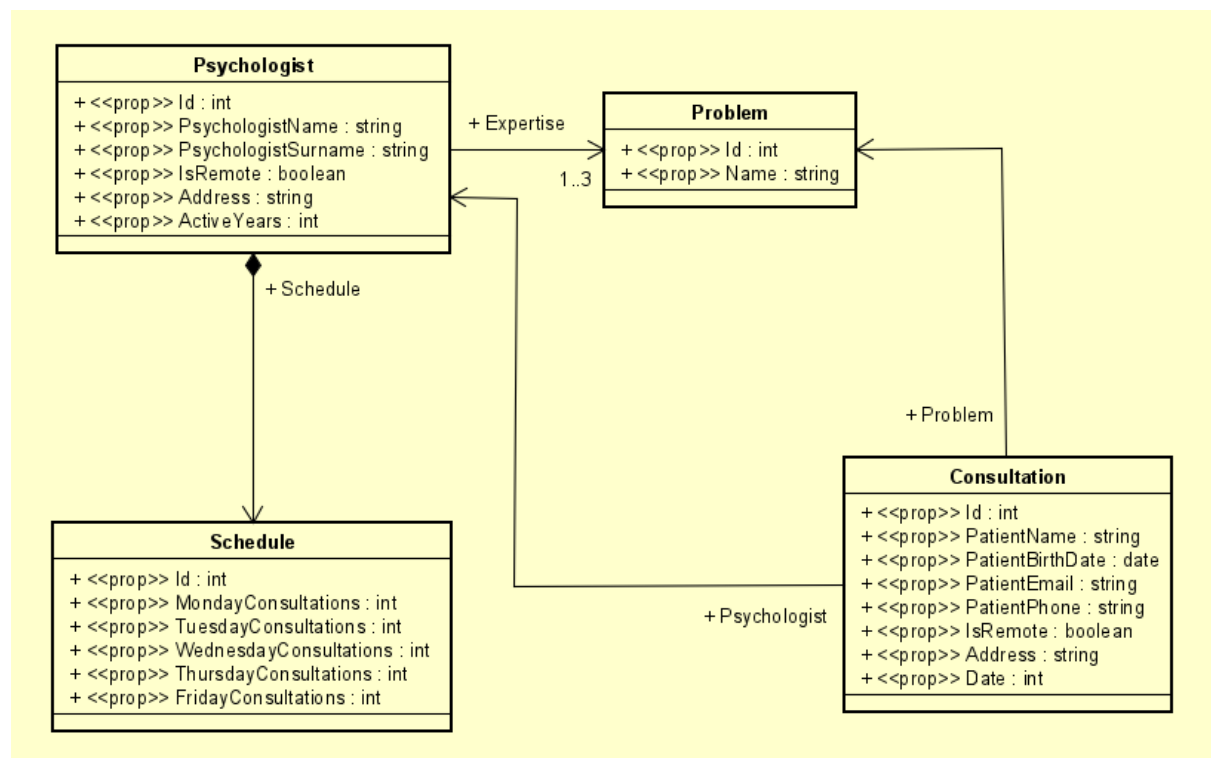 Psychologist
+ <<prop>> Id : int
+ <<prop>> PsychologistName : string
+ <<prop>> PsychologistSurname : string
+ <<prop>> IsRemote : boolean
+ <<prop>> Address : string
+ <<prop>> ActiveYears : int
+ Expertise
1..3
Problem
+ <<prop>> Id : int
+ <<prop>> Name : string
+ Schedule
+ Problem
Schedule
+ <<prop>> Id : int
+ <<prop>> MondayConsultations : int
+ <<prop>> TuesdayConsultations : int
+ <<prop>> WednesdayConsultations : int
+ <<prop>> ThursdayConsultations : int
+ <<prop>> FridayConsultations : int
+ Psychologist
Consultation
+ <<prop>> Id : int
+ <<prop>> PatientName : string
+ <<prop>> PatientBirthDate : date
+ <<prop>> PatientEmail : string
+ <<prop>> PatientPhone : string
+ <<prop>> IsRemote : boolean
+ <<prop>> Address : string
+ <<prop>> Date : int